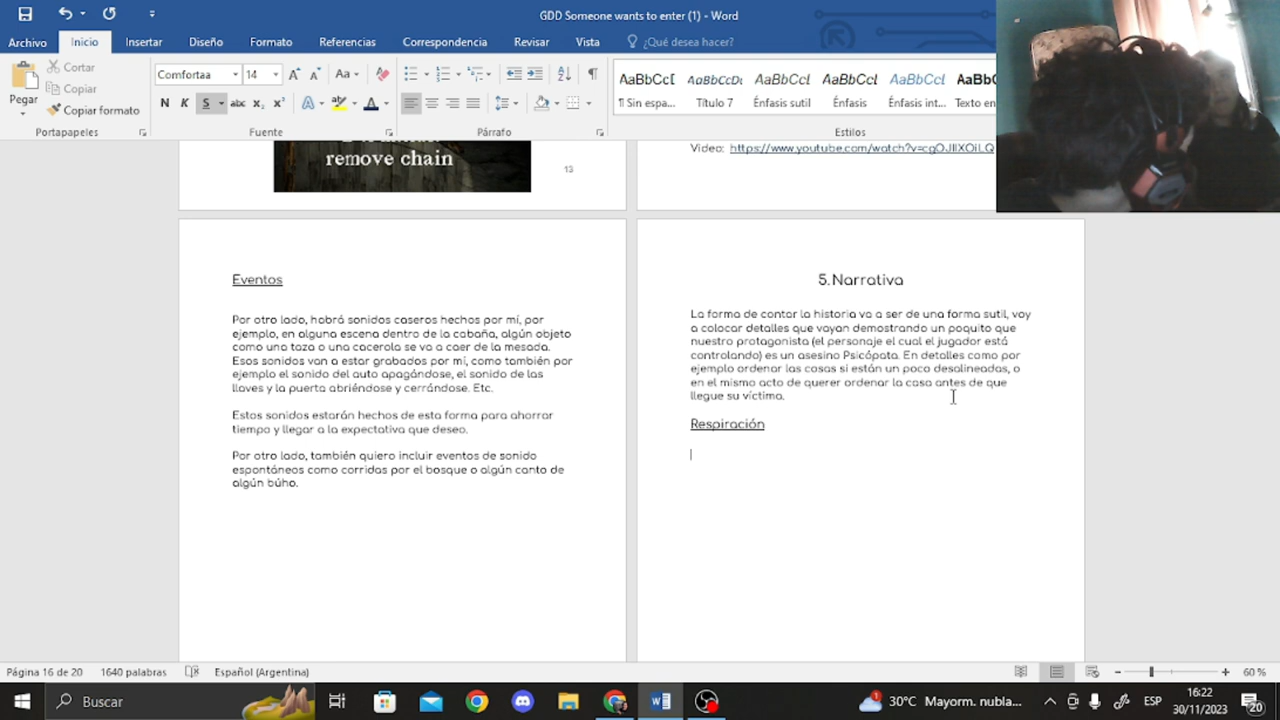 GDD Someone wants to enter (1) - Word
Archivo Inicio Insertar Diseño Formato Referencias Correspondencia Revisar Vista ¿Qué desea hacer?
Pegar
Cortar
Copiar
Copiar formato
Portapapeles
Comfortaa 14
Fuente
Párrafo
AaBbCcI AaBbCcDc AaBbCcl AaBbCcl AaBbCcl AaBbC
¶ Sin espa... Título 7 Énfasis sutil Énfasis Énfasis int... Texto en
Estilos
remove chain
13
Video: https://www.youtube.com/watch?v=cgOJIlXOiLQ
Eventos
Por otro lado, habrá sonidos caseros hechos por mí, por
ejemplo, en alguna escena dentro de la cabaña, algún objeto
como una taza o una cacerola se va a caer de la mesada.
Esos sonidos van a estar grabados por mí, como también por
ejemplo el sonido del auto apagándose, el sonido de las
llaves y la puerta abriéndose y cerrándose. Etc.
Estos sonidos estarán hechos de esta forma para ahorrar
tiempo y llegar a la expectativa que deseo.
Por otro lado, también quiero incluir eventos de sonido
espontáneos como corridas por el bosque o algún canto de
algún búho.
5. Narrativa
La forma de contar la historia va a ser de una forma sutil, voy
a colocar detalles que vayan demostrando un poquito que
nuestro protagonista (el personaje el cual el jugador está
controlando) es un asesino Psicópata. En detalles como por
ejemplo ordenar las cosas si están un poco desalineadas, o
en el mismo acto de querer ordenar la casa antes de que
llegue su víctima.
Respiración
Página 16 de 20 1640 palabras Español (Argentina) 60 %
Buscar
30°C Mayorm. nubla...
ESP
16:22
30/11/2023
20